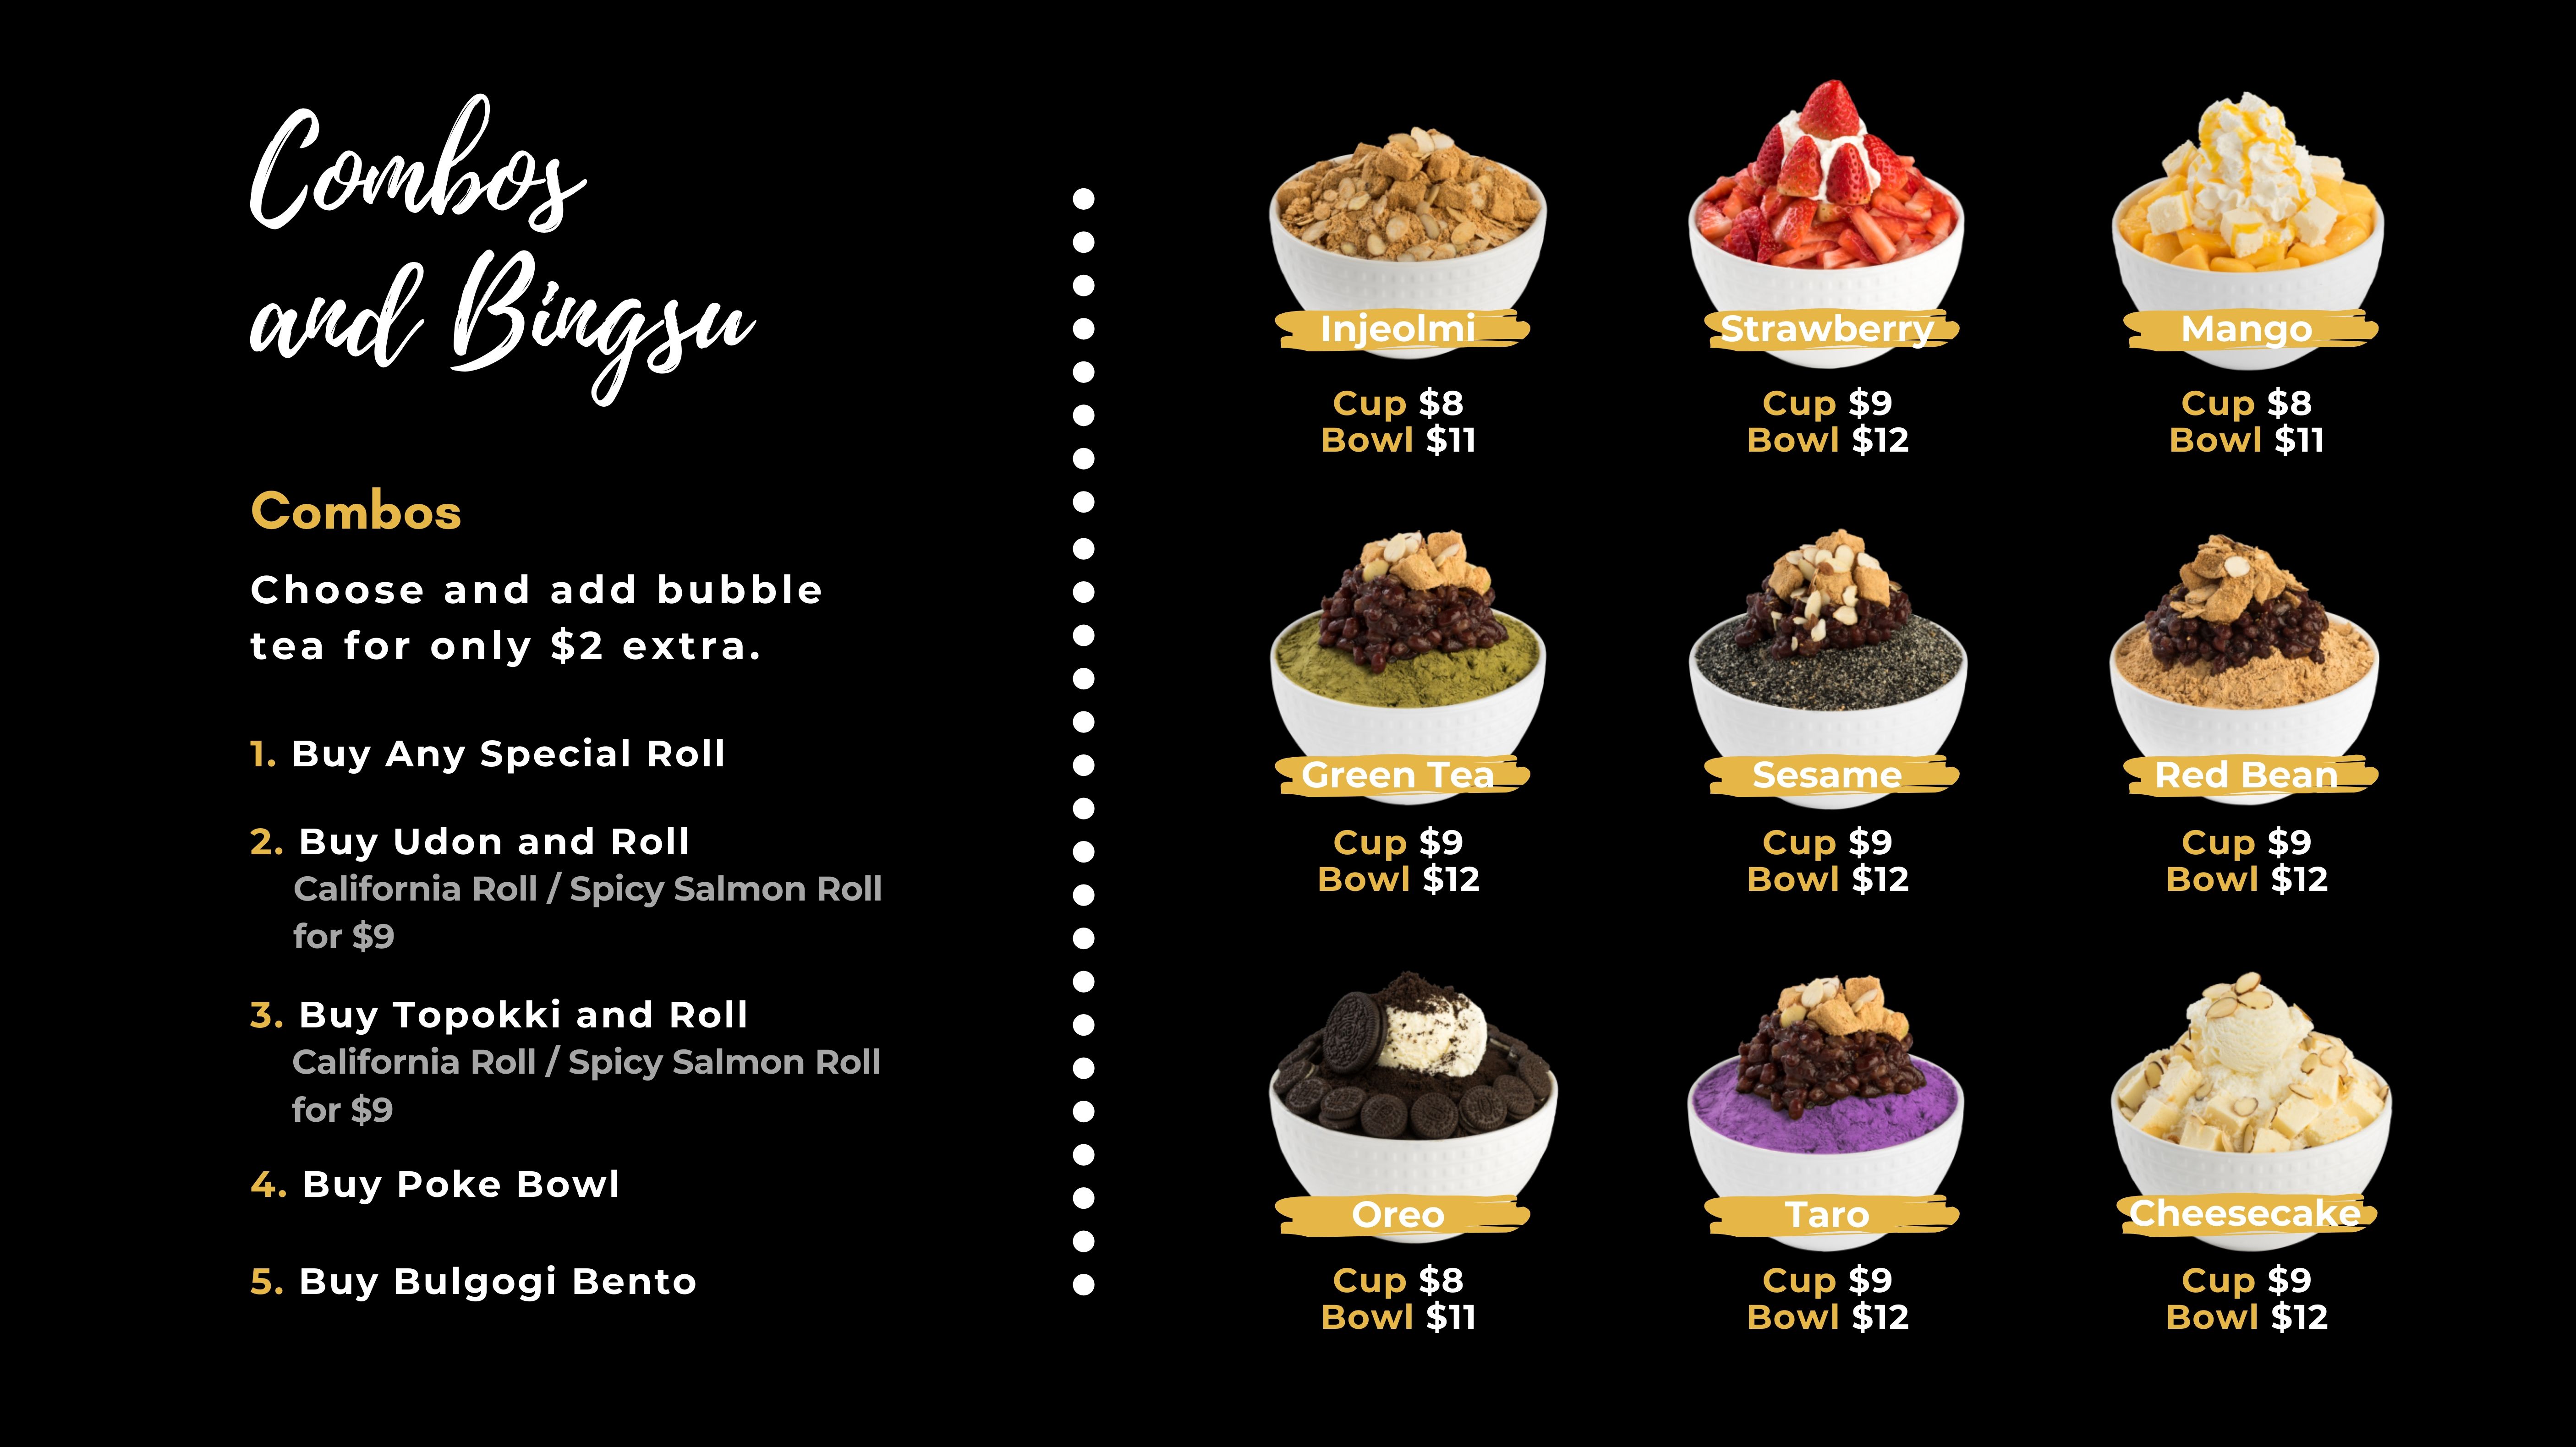 Combos
and Bingsu
Combos
Choose and add bubble
tea for only $2 extra.
1. Buy Any Special Roll
2. Buy Udon and Roll
California Roll / Spicy Salmon Roll
for $9
3. Buy Topokki and Roll
California Roll / Spicy Salmon Roll
for $9
4. Buy Poke Bowl
5. Buy Bulgogi Bento
Injeolmi
Cup $8
Bowl $11
Strawberry
Cup $9
Bowl $12
Mango
Cup $8
Bowl $11
Green Tea
Cup $9
Bowl $12
Sesame
Cup $9
Bowl $12
Red Bean
Cup $9
Bowl $12
Oreo
Cup $8
Bowl $11
Taro
Cup $9
Bowl $12
Cheesecake
Cup $9
Bowl $12